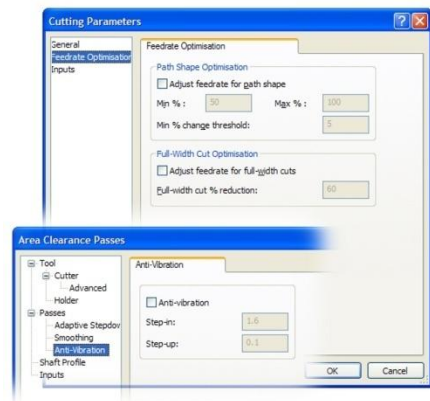 Cutting Parameters
General
Feedrate Optimisation
Inputs
Feedrate Optimisation
Path Shape Optimisation
Adjust feedrate for path shape
Min % : 50 Max % : 100
Min % change threshold: 5
Full-Width Cut Optimisation
Adjust feedrate for full-width cuts
Full-width cut % reduction: 60
Area Clearance Passes
Tool
Cutter
Advanced
Holder
Passes
Adaptive Stepdov
Smoothing
Anti-Vibration
Shaft Profile
Inputs
Anti-Vibration
Anti-vibration
Step-in: 1.6
Step-up: 0.1
OK Cancel